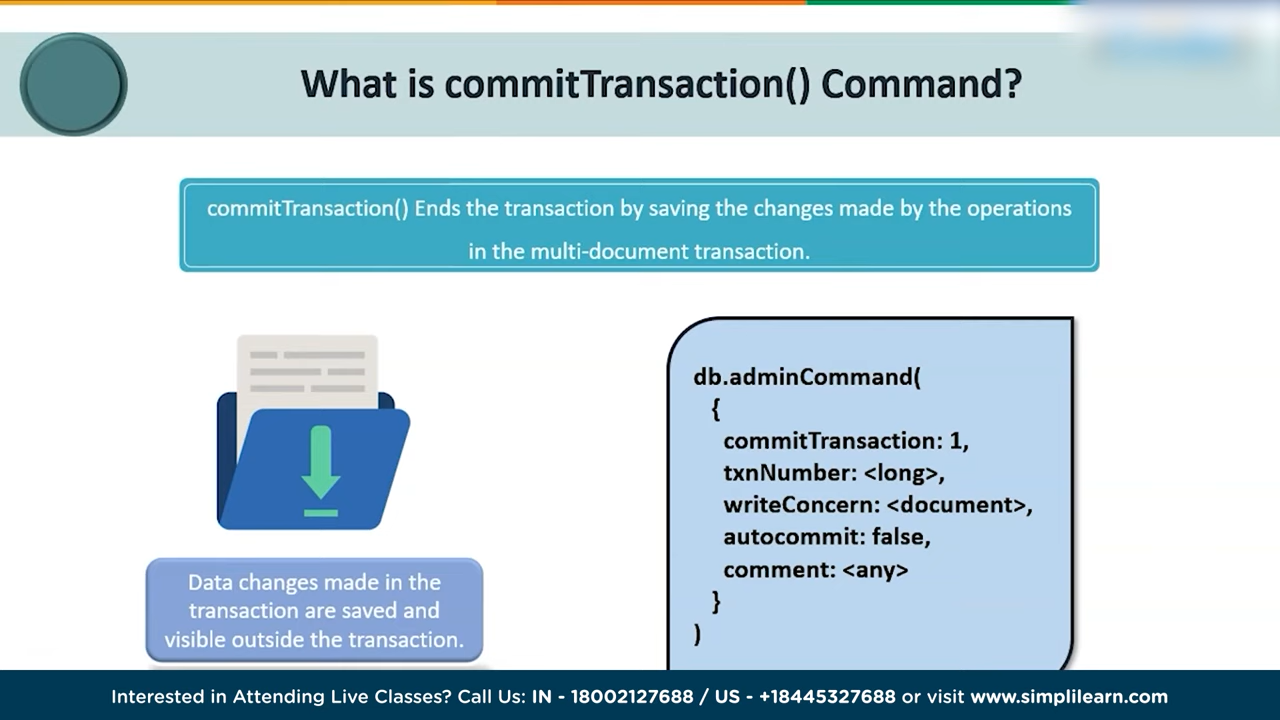 What is commitTransaction() Command?
commitTransaction() Ends the transaction by saving the changes made by the operations
in the multi-document transaction.
db.adminCommand(
{
commitTransaction: 1,
txnNumber: <long>,
writeConcern: <document>,
autocommit: false,
comment: <any>
}
)
Data changes made in the
transaction are saved and
visible outside the transaction.
Interested in Attending Live Classes? Call Us: IN - 18002127688 / US - +18445327688 or visit www.simplilearn.com